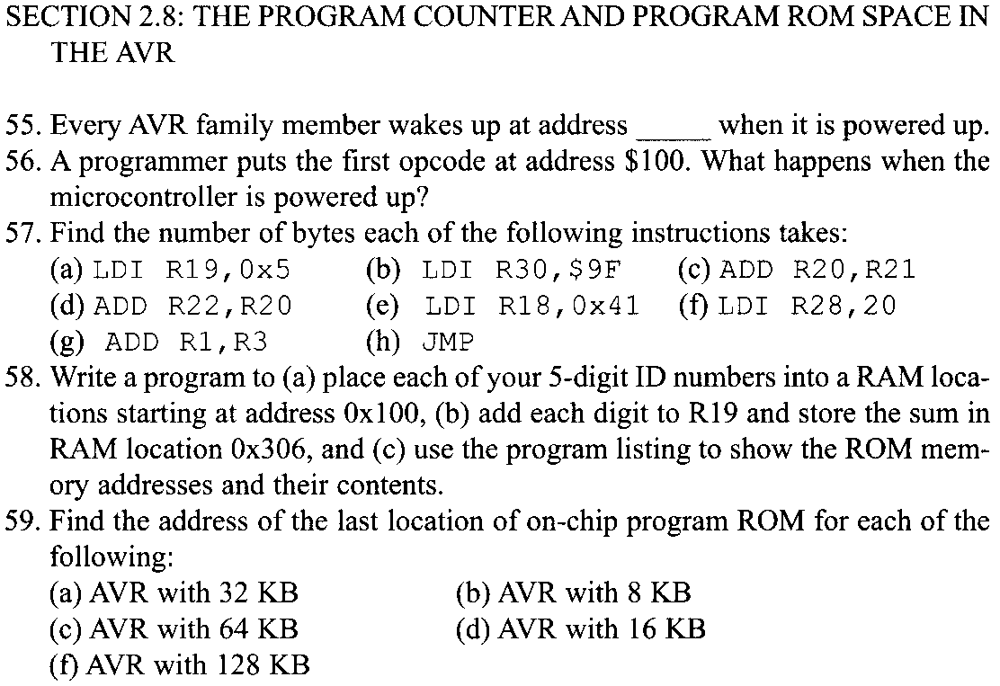 SECTION 2.8: THE PROGRAM COUNTER AND PROGRAM ROM SPACE IN
THE AVR
55. Every AVR family member wakes up at address _____ when it is powered up.
56. A programmer puts the first opcode at address $100. What happens when the
microcontroller is powered up?
57. Find the number of bytes each of the following instructions takes:
(a) LDI R19,0x5 (b) LDI R30,$9F (c) ADD R20,R21
(d) ADD R22,R20 (e) LDI R18,0x41 (f) LDI R28,20
(g) ADD R1,R3 (h) JMP
58. Write a program to (a) place each of your 5-digit ID numbers into a RAM loca-
tions starting at address 0x100, (b) add each digit to R19 and store the sum in
RAM location 0x306, and (c) use the program listing to show the ROM mem-
ory addresses and their contents.
59. Find the address of the last location of on-chip program ROM for each of the
following:
(a) AVR with 32 KB (b) AVR with 8 KB
(c) AVR with 64 KB (d) AVR with 16 KB
(f) AVR with 128 KB